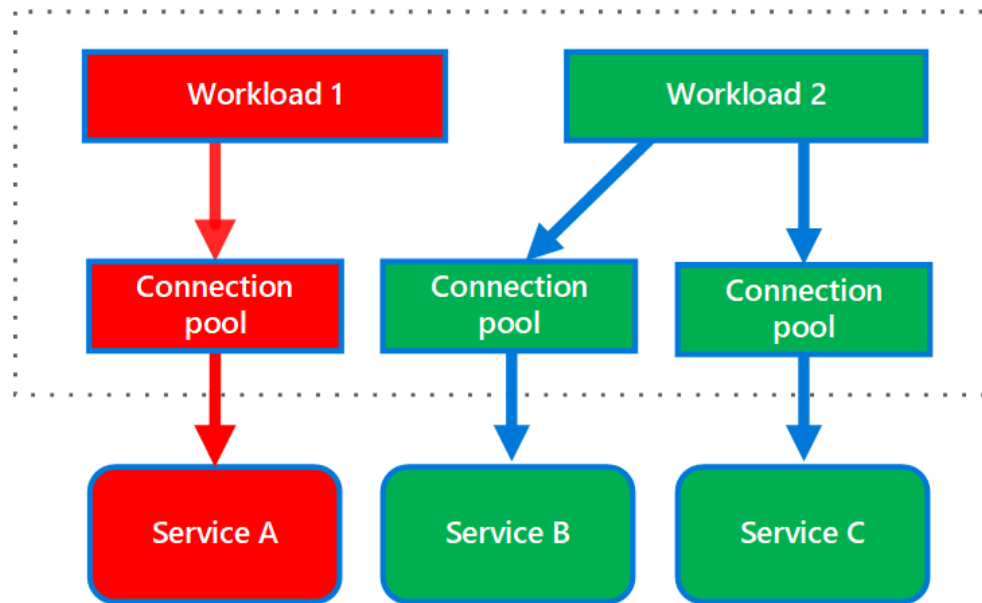 Workload 1
Workload 2
Connection
pool
Connection
pool
Connection
pool
Service A
Service B
Service C